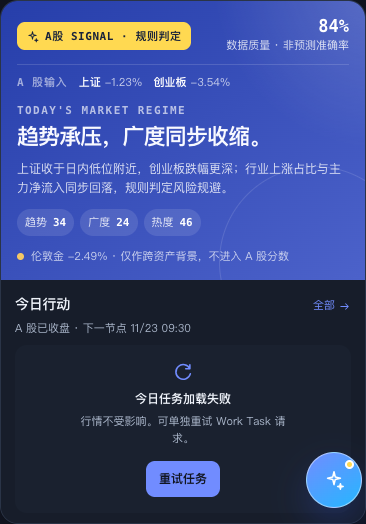 A股 SIGNAL · 规则判定
84%
数据质量 · 非预测准确率
A 股输入 上证 −1.23% 创业板 −3.54%
TODAY'S MARKET REGIME
趋势承压，广度同步收缩。
上证收于日内低位附近，创业板跌幅更深；行业上涨占比与主
力净流入同步回落，规则判定风险规避。
趋势 34 广度 24 热度 46
伦敦金 −2.49% · 仅作跨资产背景，不进入 A 股分数
今日行动
全部 →
A 股已收盘 · 下一节点 11/23 09:30
今日任务加载失败
行情不受影响。可单独重试 Work Task 请
求。
重试任务